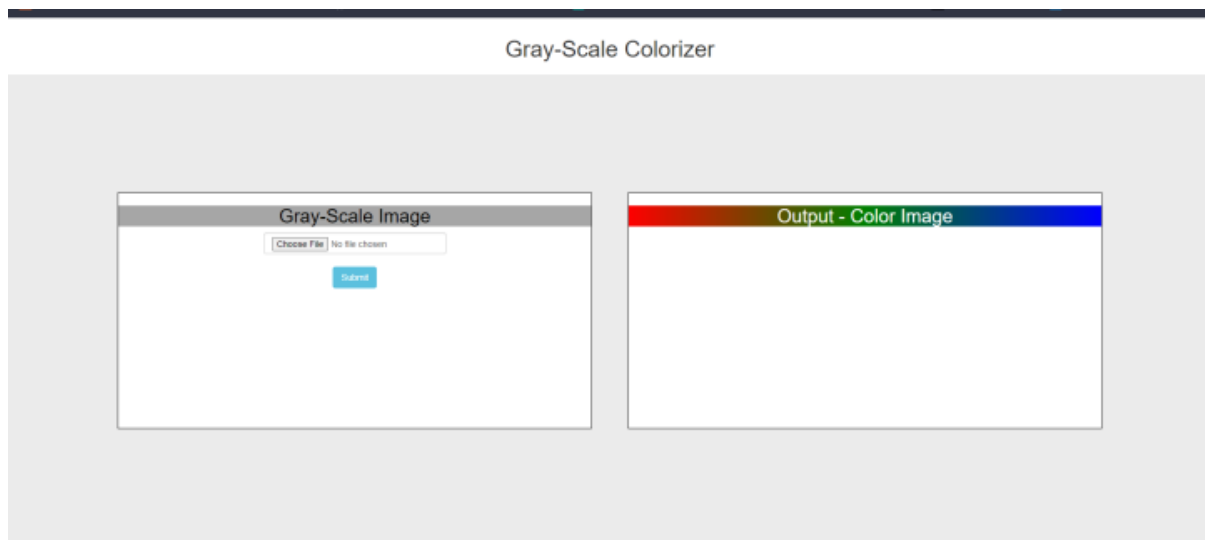 Gray-Scale Colorizer
Gray-Scale Image
Choose File No file chosen
Submit
Output - Color Image